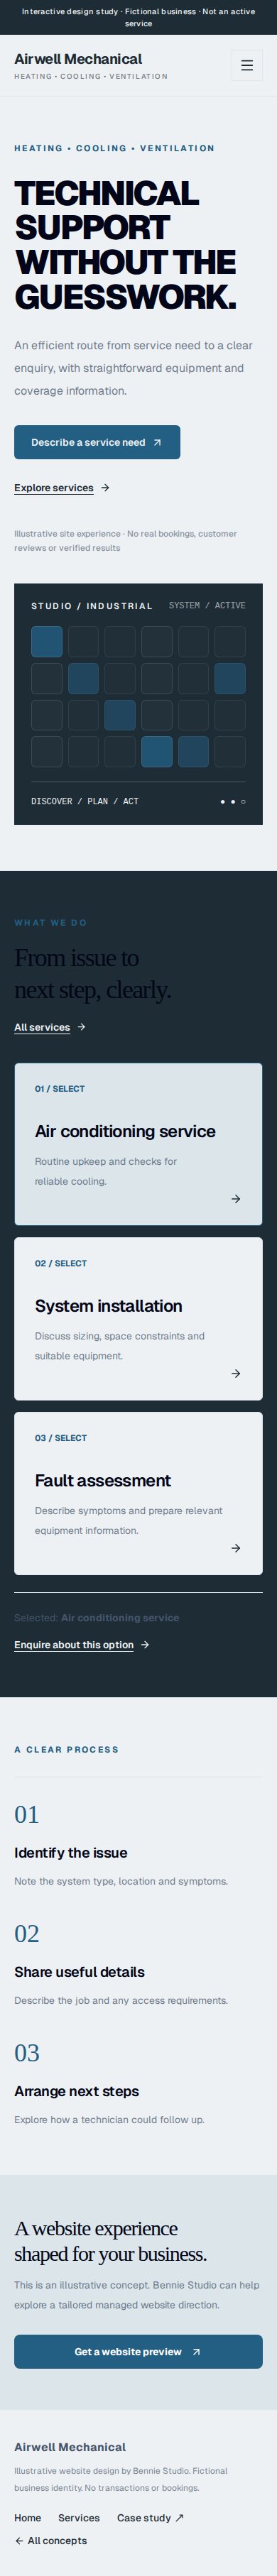 Interactive design study · Fictional business · Not an active
service
Airwell Mechanical
HEATING • COOLING • VENTILATION
HEATING • COOLING • VENTILATION
TECHNICAL
SUPPORT
WITHOUT THE
GUESSWORK.
An efficient route from service need to a clear
enquiry, with straightforward equipment and
coverage information.
Describe a service need ↗
Explore services →
Illustrative site experience · No real bookings, customer
reviews or verified results
STUDIO / INDUSTRIAL SYSTEM / ACTIVE
DISCOVER / PLAN / ACT ● ● ○
WHAT WE DO
From issue to
next step, clearly.
All services →
01 / SELECT
Air conditioning service
Routine upkeep and checks for
reliable cooling.
→
02 / SELECT
System installation
Discuss sizing, space constraints and
suitable equipment.
→
03 / SELECT
Fault assessment
Describe symptoms and prepare relevant
equipment information.
→
Selected: Air conditioning service
Enquire about this option →
A CLEAR PROCESS
01
Identify the issue
Note the system type, location and symptoms.
02
Share useful details
Describe the job and any access requirements.
03
Arrange next steps
Explore how a technician could follow up.
A website experience
shaped for your business.
This is an illustrative concept. Bennie Studio can help
explore a tailored managed website direction.
Get a website preview ↗
Airwell Mechanical
Illustrative website design by Bennie Studio. Fictional
business identity. No transactions or bookings.
Home Services Case study ↗
← All concepts